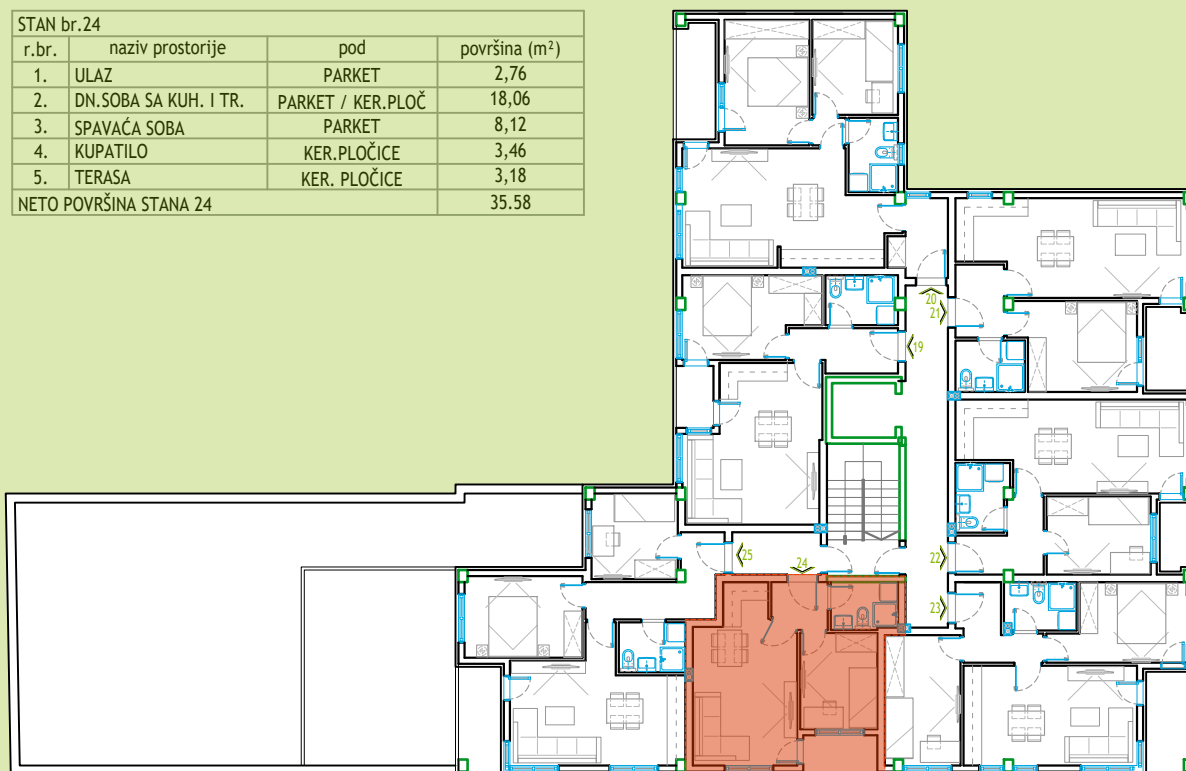 STAN br.24
r.br. naziv prostorije pod površina (m²)
1. ULAZ PARKET 2,76
2. DN.SOBA SA KUH. I TR. PARKET / KER.PLOČ 18,06
3. SPAVAĆA SOBA PARKET 8,12
4. KUPATILO KER.PLOČICE 3,46
5. TERASA KER. PLOČICE 3,18
NETO POVRŠINA STANA 24 35.58
20
21
19
25
24
22
23